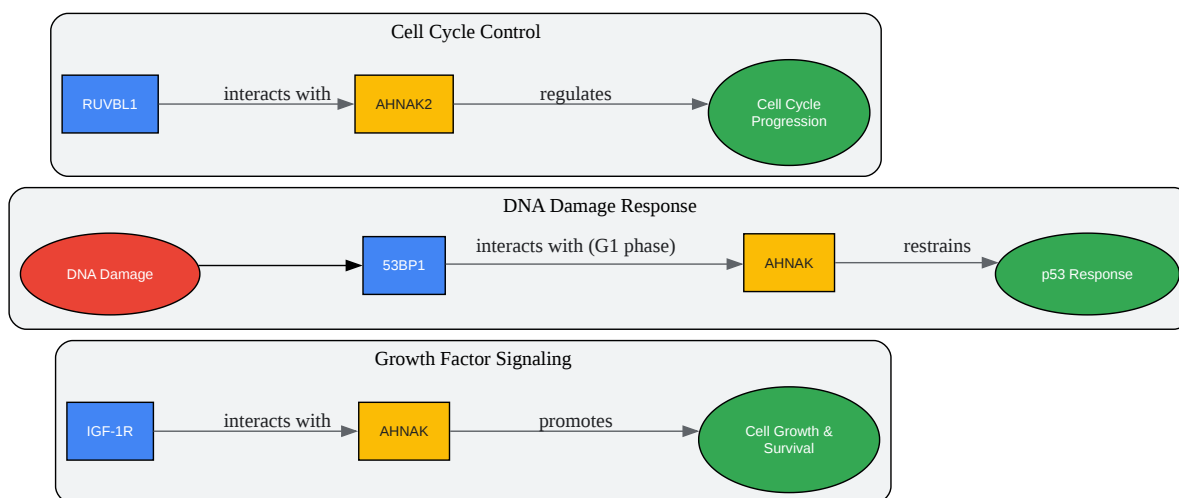 Cell Cycle Control
RUVBL1
interacts with
AHNAK2
regulates
Cell Cycle
Progression
DNA Damage Response
DNA Damage
53BP1
interacts with (G1 phase)
AHNAK
restrains
p53 Response
Growth Factor Signaling
IGF-1R
interacts with
AHNAK
promotes
Cell Growth &
Survival